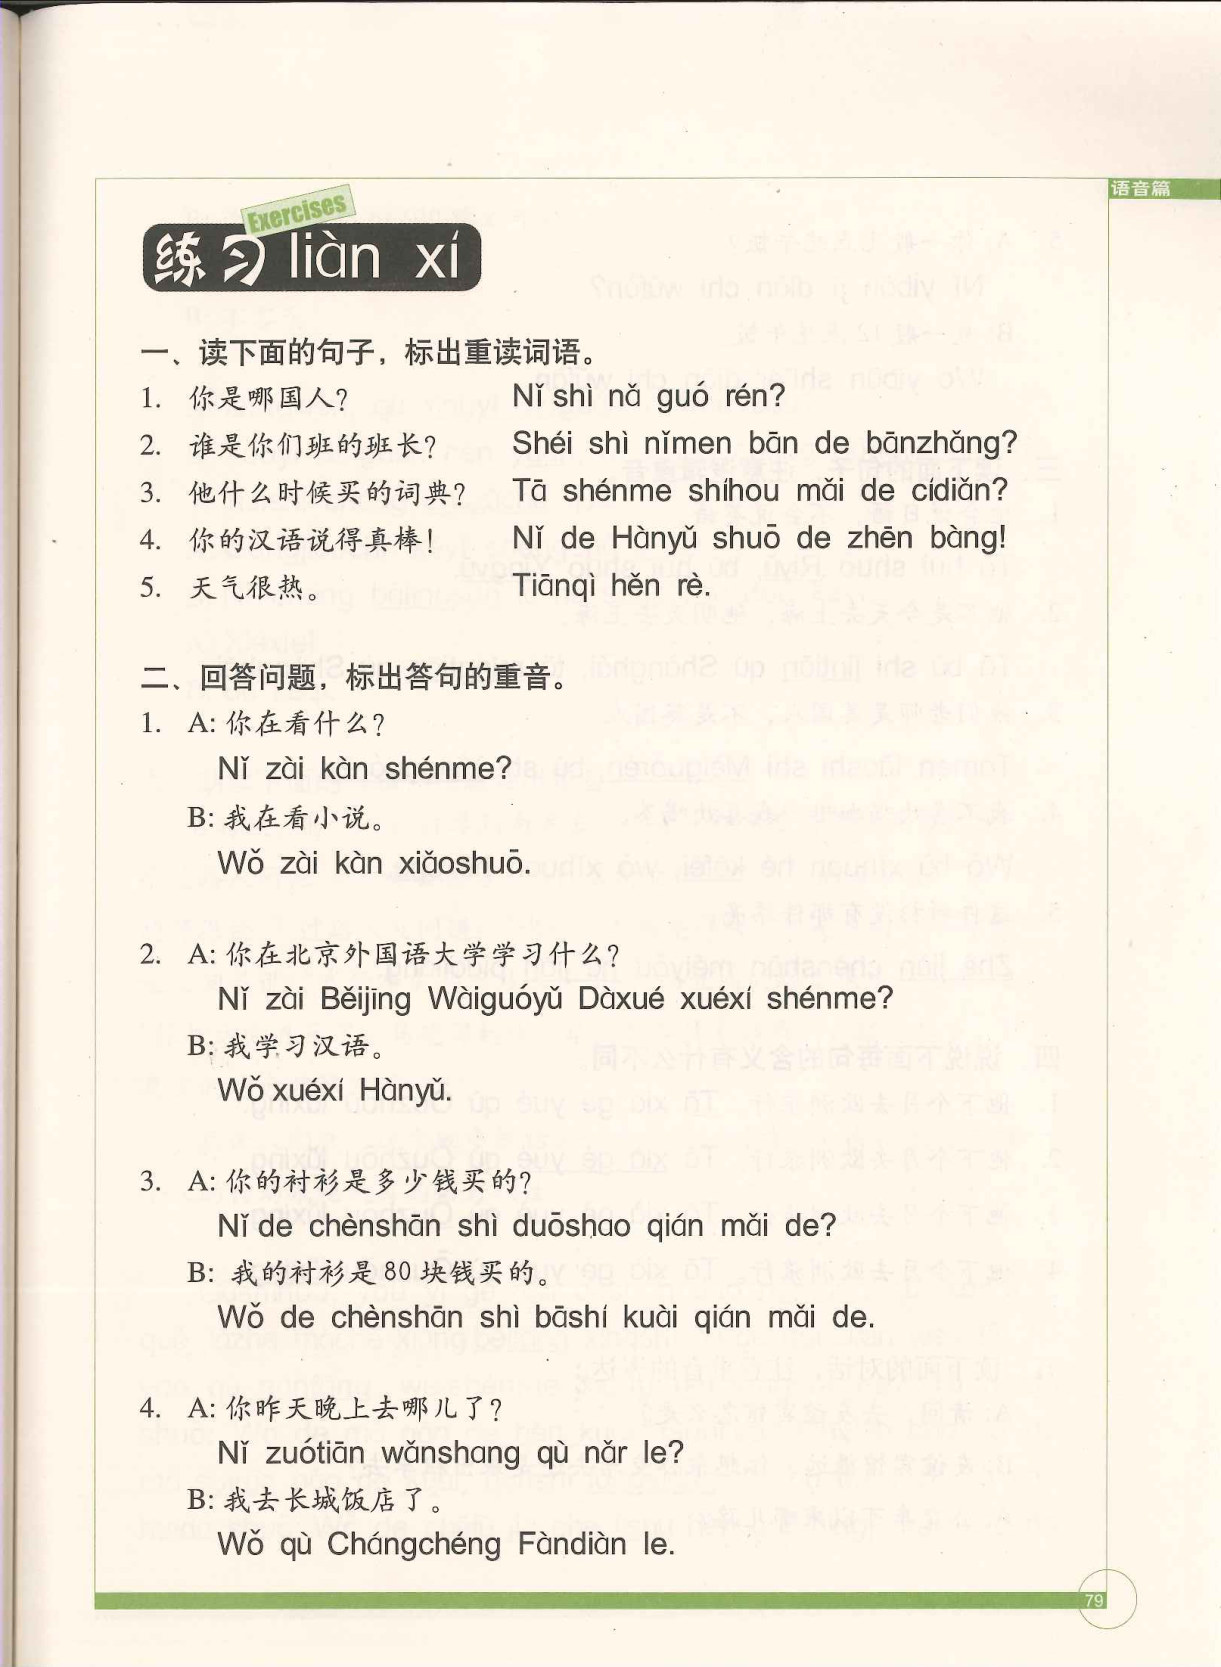 语音篇
Exercises
练习 liàn xí
一、读下面的句子，标出重读词语。
1. 你是哪国人? Nǐ shì nǎ guó rén?
2. 谁是你们班的班长? Shéi shì nǐmen bān de bānzhǎng?
3. 他什么时候买的词典? Tā shénme shíhou mǎi de cídiǎn?
4. 你的汉语说得真棒! Nǐ de Hànyǔ shuō de zhēn bàng!
5. 天气很热。 Tiānqì hěn rè.
二、回答问题，标出答句的重音。
1. A: 你在看什么?
Nǐ zài kàn shénme?
B: 我在看小说。
Wǒ zài kàn xiǎoshuō.
2. A: 你在北京外国语大学学习什么?
Nǐ zài Běijīng Wàiguóyǔ Dàxué xuéxí shénme?
B: 我学习汉语。
Wǒ xuéxí Hànyǔ.
3. A: 你的衬衫是多少钱买的?
Nǐ de chènshān shì duōshao qián mǎi de?
B: 我的衬衫是80块钱买的。
Wǒ de chènshān shì bāshí kuài qián mǎi de.
4. A: 你昨天晚上去哪儿了?
Nǐ zuótiān wǎnshang qù nǎr le?
B: 我去长城饭店了。
Wǒ qù Chángchéng Fàndiàn le.
79